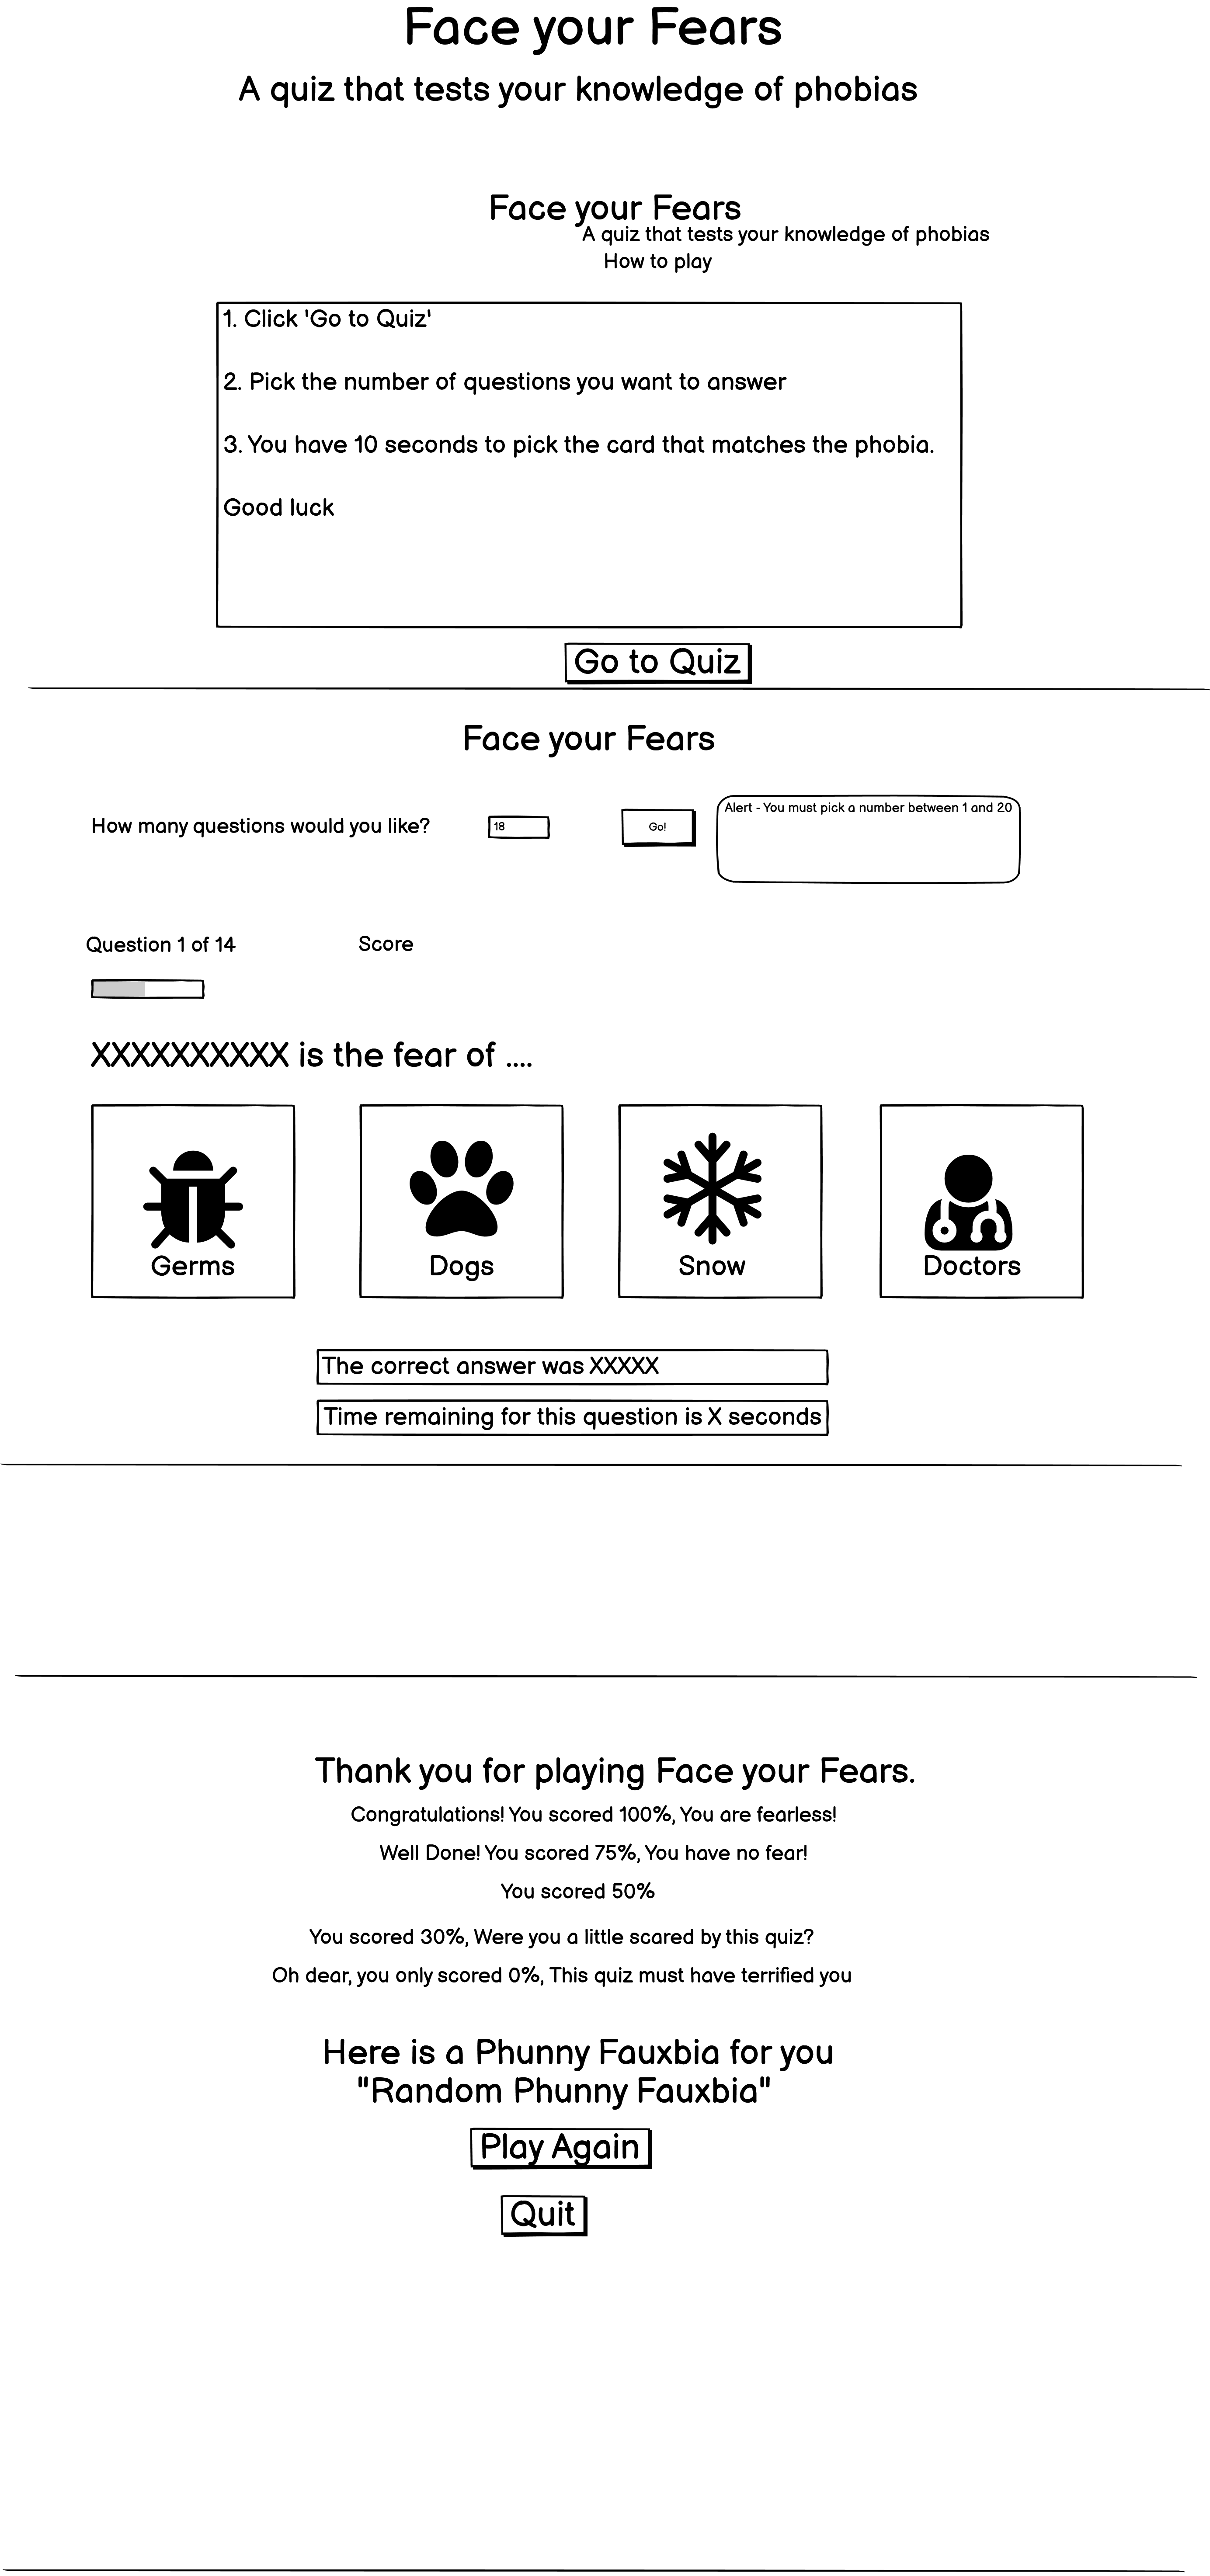 Face your Fears
A quiz that tests your knowledge of phobias
Face your Fears
A quiz that tests your knowledge of phobias
How to play
1. Click 'Go to Quiz'
2. Pick the number of questions you want to answer
3. You have 10 seconds to pick the card that matches the phobia.
Good luck
Go to Quiz
Face your Fears
How many questions would you like?
18
Go!
Alert - You must pick a number between 1 and 20
Question 1 of 14
Score
XXXXXXXXXX is the fear of ....
Germs
Dogs
Snow
Doctors
The correct answer was XXXXX
Time remaining for this question is X seconds
Thank you for playing Face your Fears.
Congratulations! You scored 100%, You are fearless!
Well Done! You scored 75%, You have no fear!
You scored 50%
You scored 30%, Were you a little scared by this quiz?
Oh dear, you only scored 0%, This quiz must have terrified you
Here is a Phunny Fauxbia for you
"Random Phunny Fauxbia"
Play Again
Quit